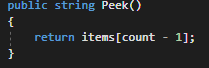 public string Peek()
{
return items[count - 1];
}